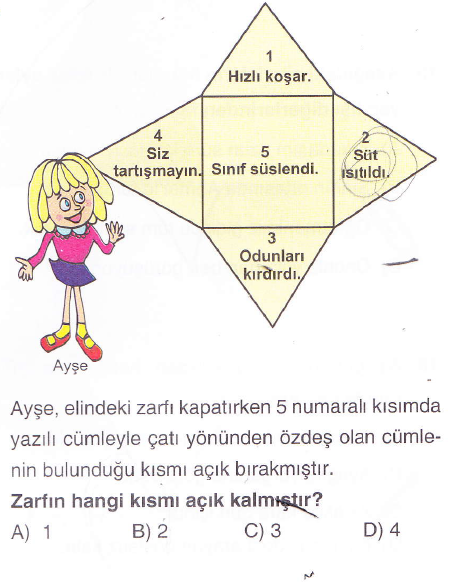 1
Hızlı koşar.
4
Siz
tartışmayın.
5
Sınıf süslendi.
2
Süt
ısıtıldı.
3
Odunları
kırdırdı.
Ayşe
Ayşe, elindeki zarfı kapatırken 5 numaralı kısımda
yazılı cümleyle çatı yönünden özdeş olan cümle-
nin bulunduğu kısmı açık bırakmıştır.
Zarfın hangi kısmı açık kalmıştır?
A) 1 B) 2 C) 3 D) 4